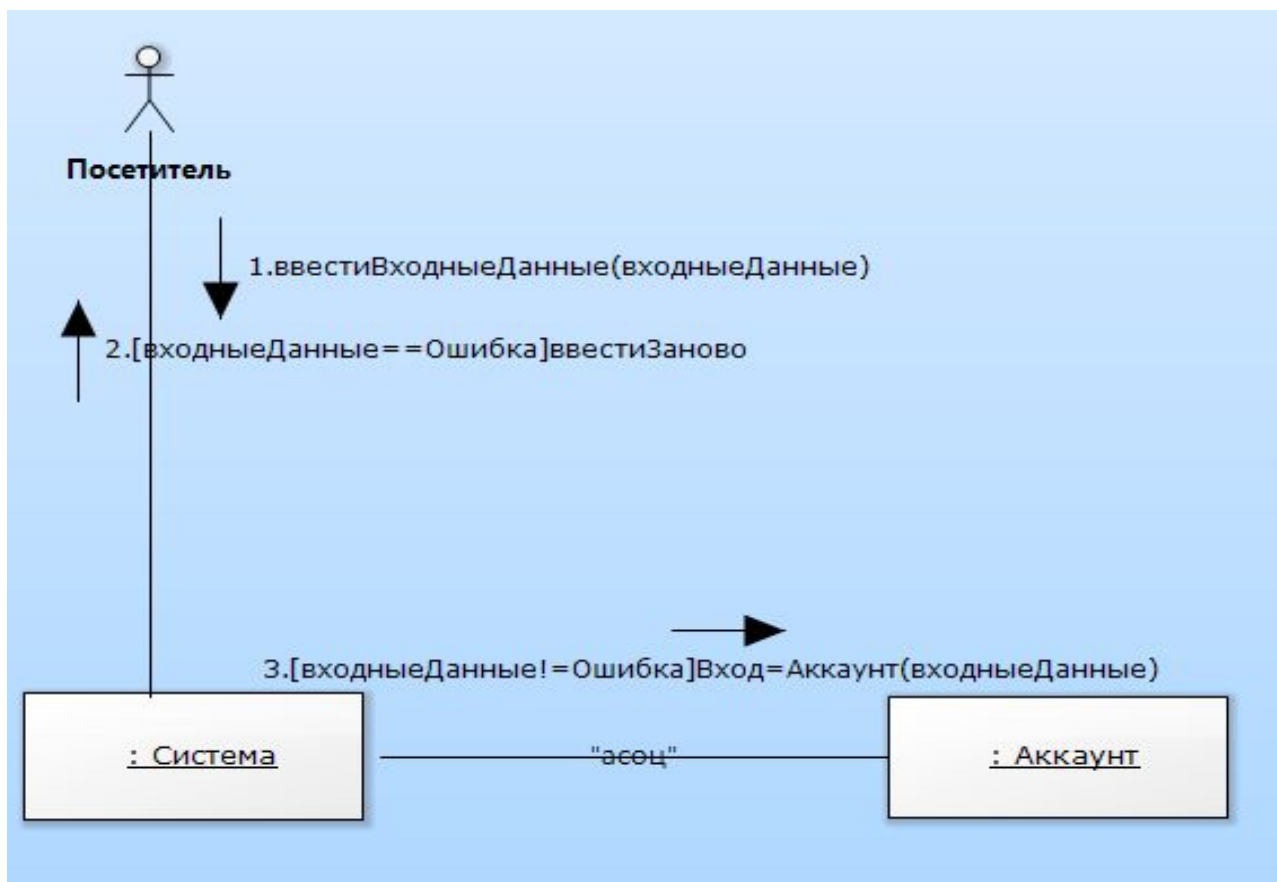 Посетитель
1.ввестиВходныеДанные(входныеДанные)
2.[входныеДанные==Ошибка]ввестиЗаново
3.[входныеДанные!=Ошибка]Вход=Аккаунт(входныеДанные)
: Система
"асоц"
: Аккаунт